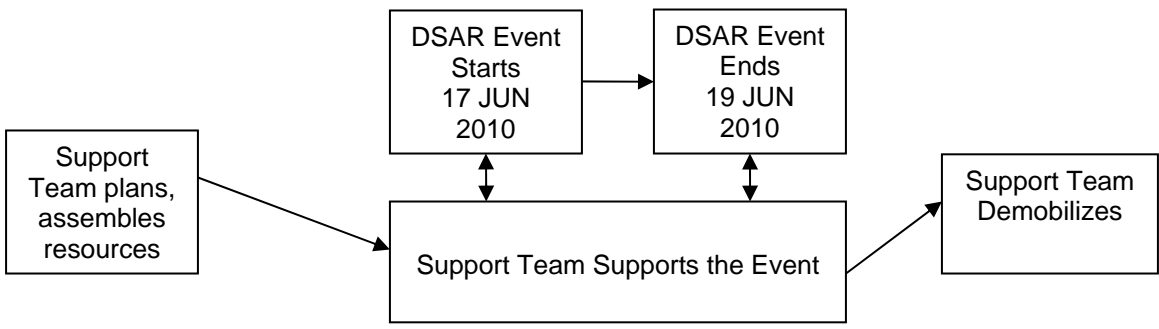 DSAR Event
Starts
17 JUN
2010
DSAR Event
Ends
19 JUN
2010
Support
Team plans,
assembles
resources
Support Team Supports the Event
Support Team
Demobilizes